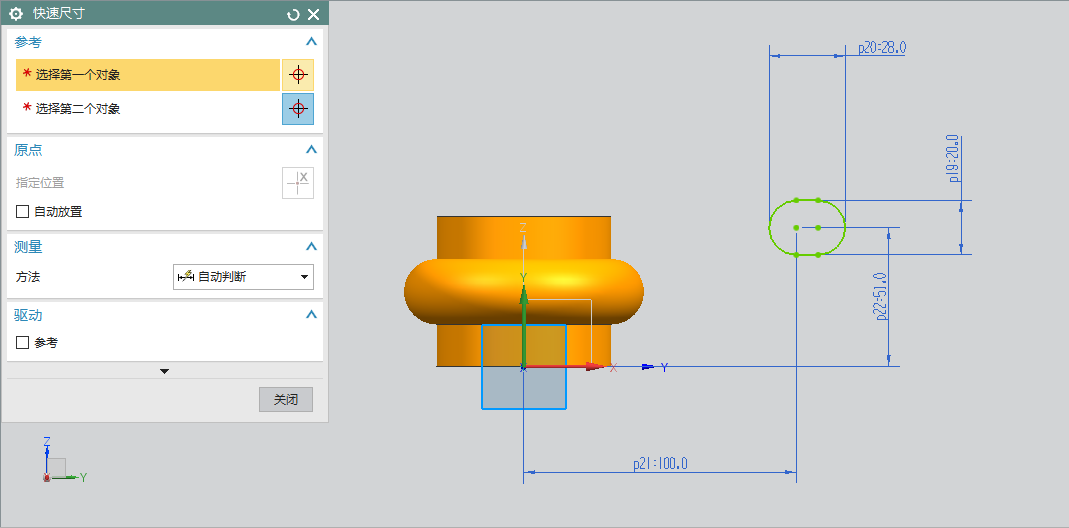 快速尺寸
参考
* 选择第一个对象
* 选择第二个对象
原点
指定位置
X
自动放置
测量
方法
自动判断
驱动
参考
关闭
p20:28.0
p19:20.0
p22:51.0
p21:100.0
Z
Y
X
X
Y
Z
Y